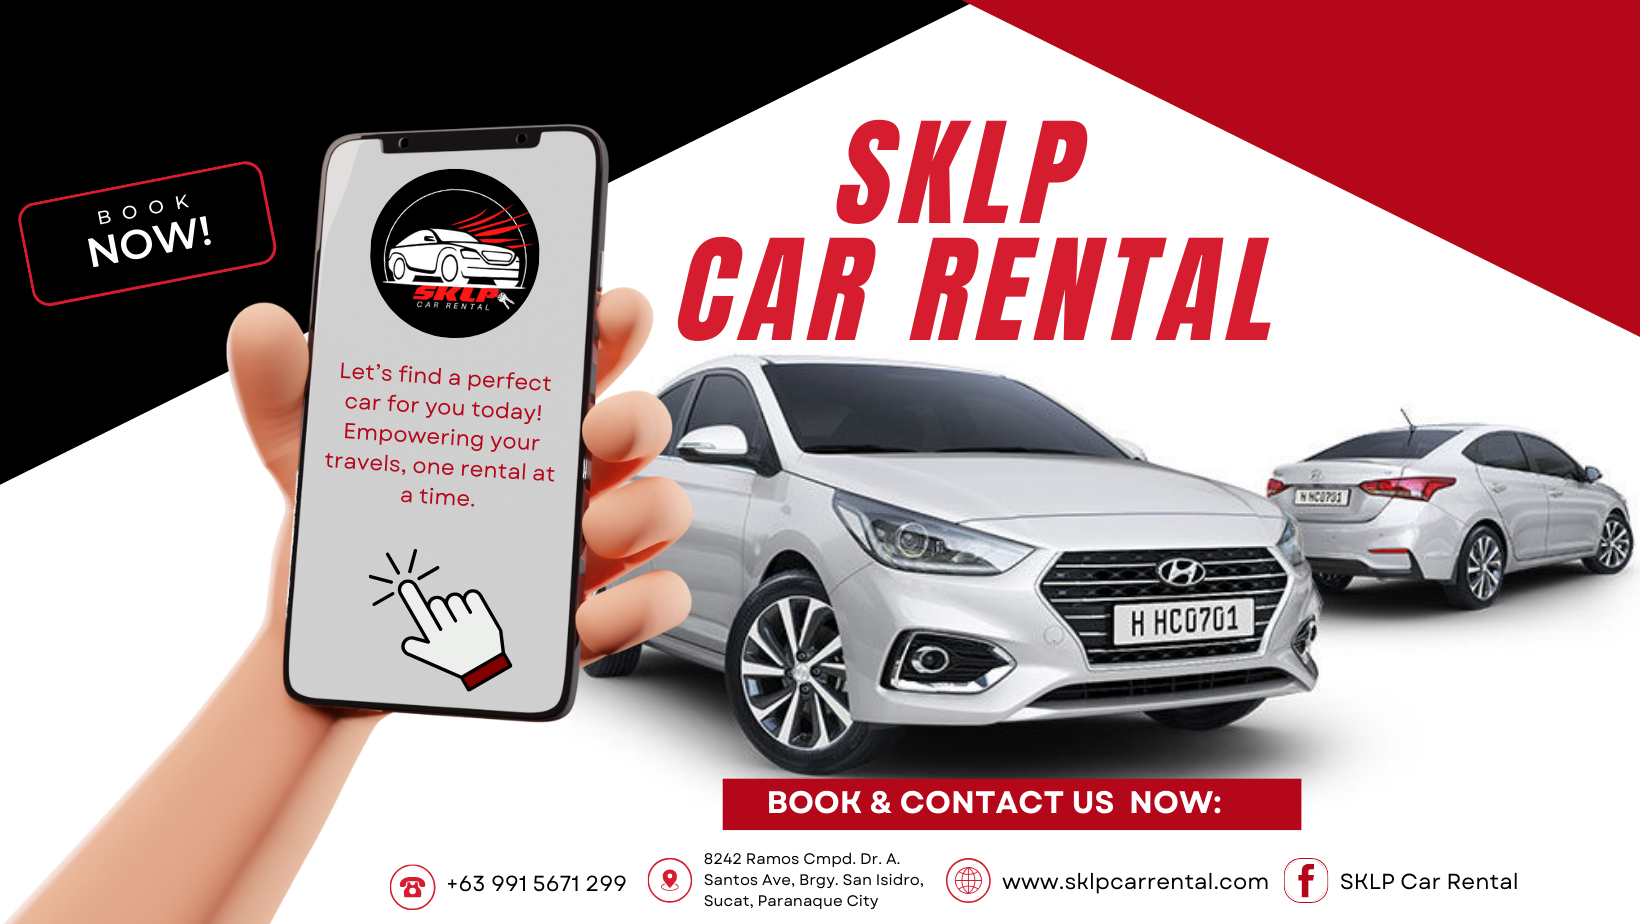 BOOK
NOW!
SKLP
CAR RENTAL
SKLP
CAR RENTAL
Let's find a perfect
car for you today!
Empowering your
travels, one rental at
a time.
H HC0701
H HC0701
BOOK & CONTACT US NOW:
+63 991 5671 299
8242 Ramos Cmpd. Dr. A.
Santos Ave, Brgy. San Isidro,
Sucat, Paranaque City
www.sklpcarrental.com
f
SKLP Car Rental